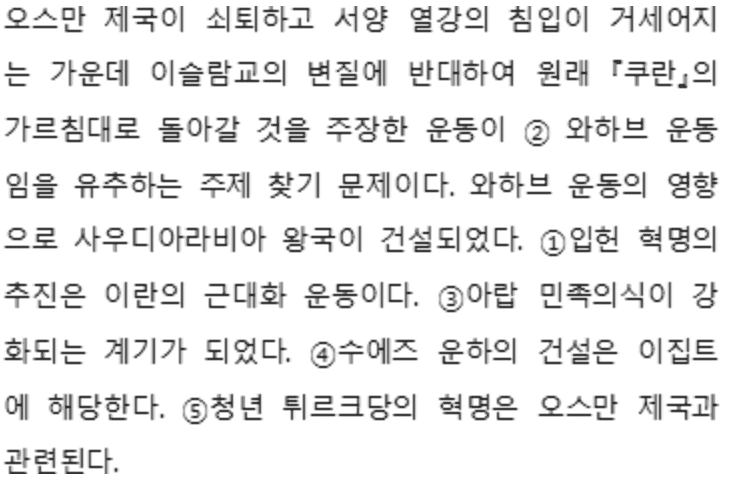 오스만 제국이 쇠퇴하고 서양 열강의 침입이 거세어지
는 가운데 이슬람교의 변질에 반대하여 원래 『쿠란』의
가르침대로 돌아갈 것을 주장한 운동이 ② 와하브 운동
임을 유추하는 주제 찾기 문제이다. 와하브 운동의 영향
으로 사우디아라비아 왕국이 건설되었다. ①입헌 혁명의
추진은 이란의 근대화 운동이다. ③아랍 민족의식이 강
화되는 계기가 되었다. ④수에즈 운하의 건설은 이집트
에 해당한다. ⑤청년 튀르크당의 혁명은 오스만 제국과
관련된다.